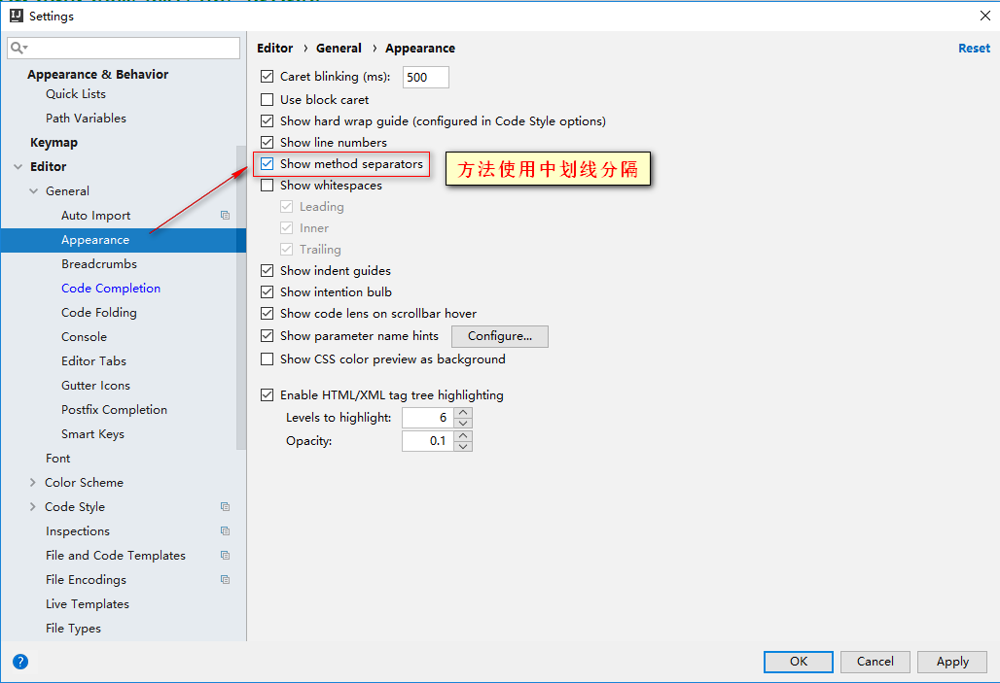 Settings
Appearance & Behavior
Quick Lists
Path Variables
Keymap
Editor
General
Auto Import
Appearance
Breadcrumbs
Code Completion
Code Folding
Console
Editor Tabs
Gutter Icons
Postfix Completion
Smart Keys
Font
Color Scheme
Code Style
Inspections
File and Code Templates
File Encodings
Live Templates
File Types
Editor › General › Appearance
Reset
Caret blinking (ms): 500
Use block caret
Show hard wrap guide (configured in Code Style options)
Show line numbers
Show method separators
方法使用中划线分隔
Show whitespaces
Leading
Inner
Trailing
Show indent guides
Show intention bulb
Show code lens on scrollbar hover
Show parameter name hints Configure...
Show CSS color preview as background
Enable HTML/XML tag tree highlighting
Levels to highlight: 6
Opacity: 0.1
?
OK Cancel Apply